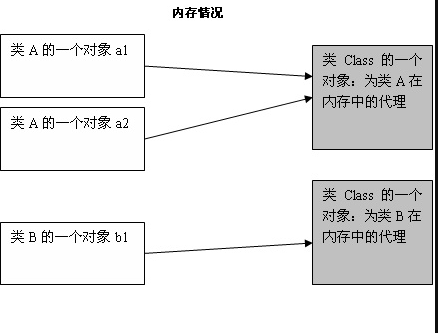 内存情况
类 A 的一个对象 a1
类 Class 的一个
对象：为类 A 在
内存中的代理
类 A 的一个对象 a2
类 Class 的一个
对象：为类 B 在
内存中的代理
类 B 的一个对象 b1